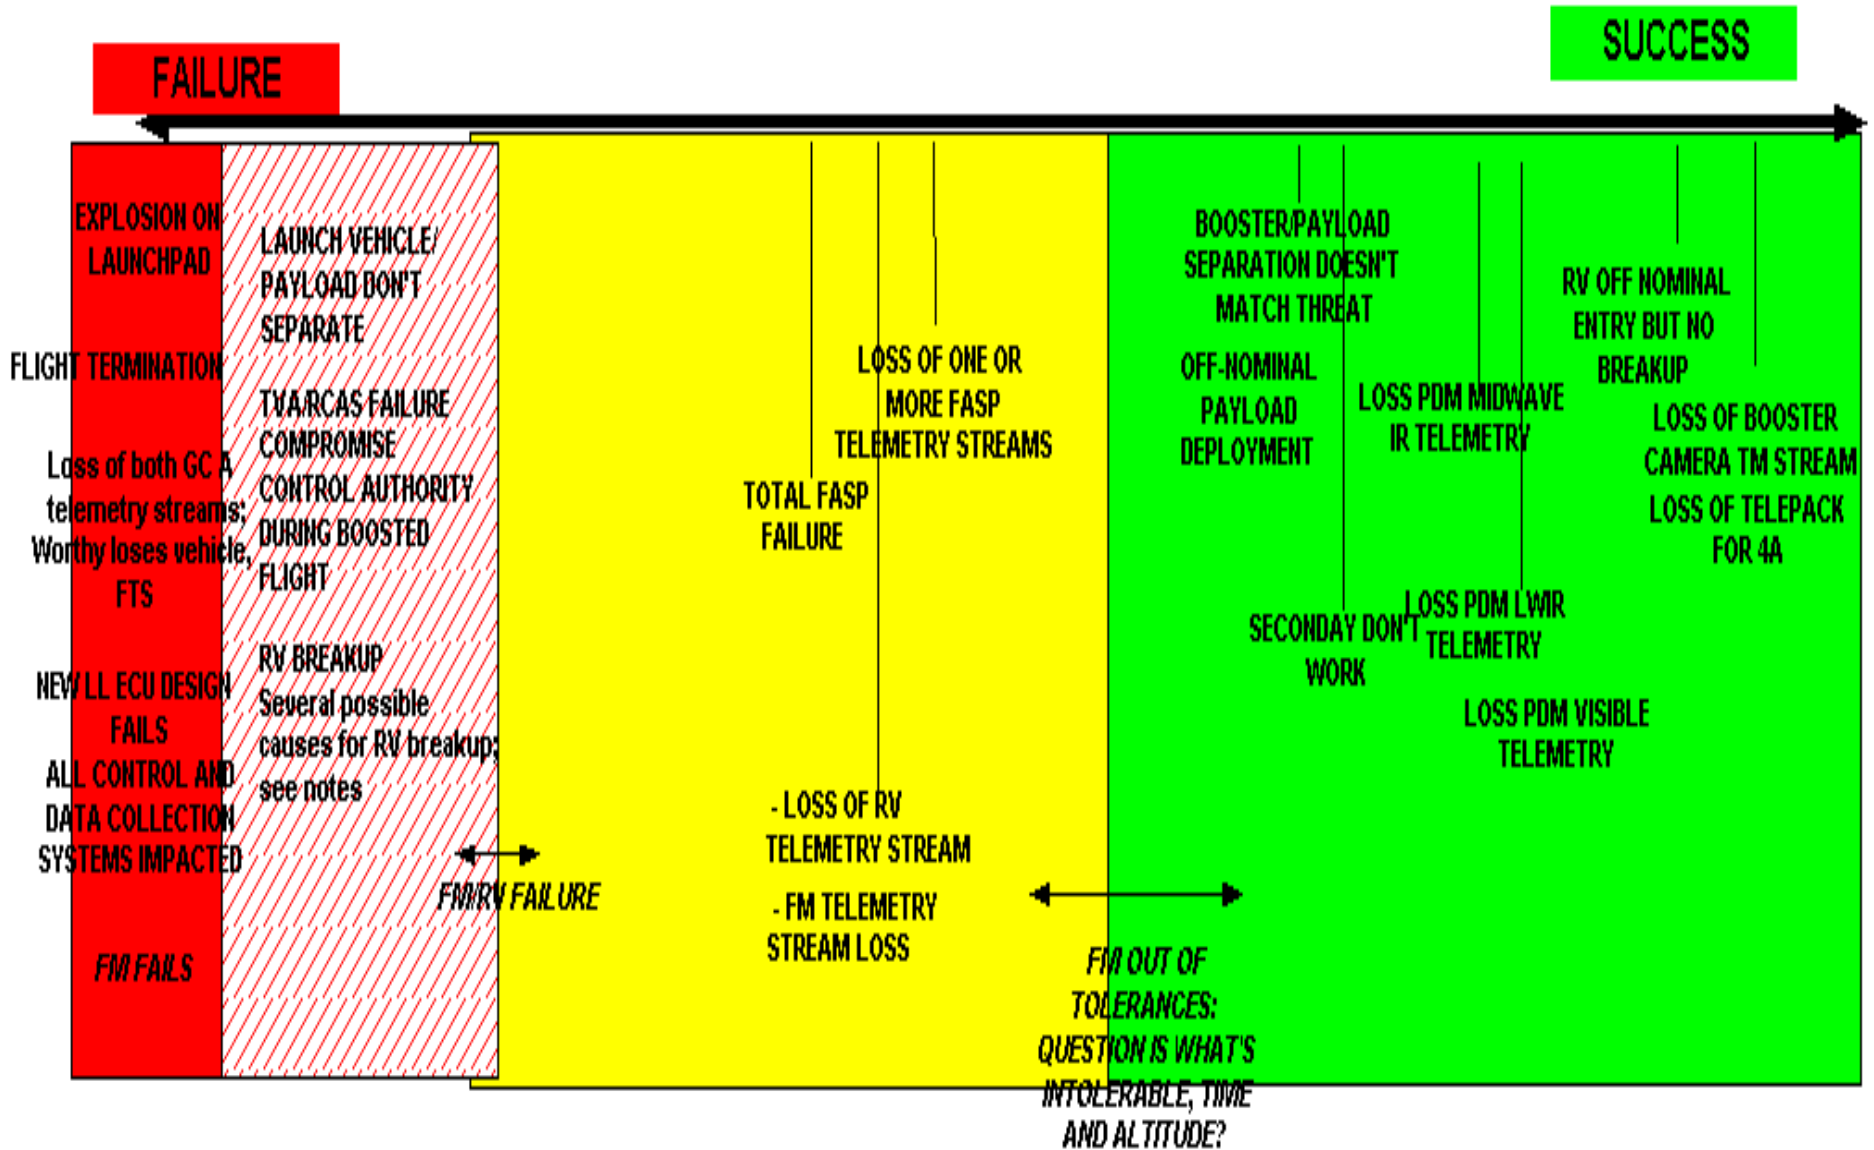 FAILURE
SUCCESS
EXPLOSION ON
LAUNCHPAD
FLIGHT TERMINATION
Loss of both GC A
telemetry streams;
Worthy loses vehicle,
FTS
NEW LL ECU DESIGN
FAILS
ALL CONTROL AND
DATA COLLECTION
SYSTEMS IMPACTED
FM FAILS
LAUNCH VEHICLE/
PAYLOAD DON'T
SEPARATE
TVA/RCAS FAILURE
COMPROMISE
CONTROL AUTHORITY
DURING BOOSTED
FLIGHT
RV BREAKUP
Several possible
causes for RV breakup;
see notes
FM/RV FAILURE
LOSS OF ONE OR
MORE FASP
TELEMETRY STREAMS
TOTAL FASP
FAILURE
- LOSS OF RV
TELEMETRY STREAM
- FM TELEMETRY
STREAM LOSS
FM OUT OF
TOLERANCES:
QUESTION IS WHAT'S
INTOLERABLE, TIME
AND ALTITUDE?
BOOSTER/PAYLOAD
SEPARATION DOESN'T
MATCH THREAT
OFF-NOMINAL
PAYLOAD
DEPLOYMENT
SECONDAY DON'T
WORK
LOSS PDM MIDWAVE
IR TELEMETRY
LOSS PDM LWIR
TELEMETRY
LOSS PDM VISIBLE
TELEMETRY
RV OFF NOMINAL
ENTRY BUT NO
BREAKUP
LOSS OF BOOSTER
CAMERA TM STREAM
LOSS OF TELEPACK
FOR 4A